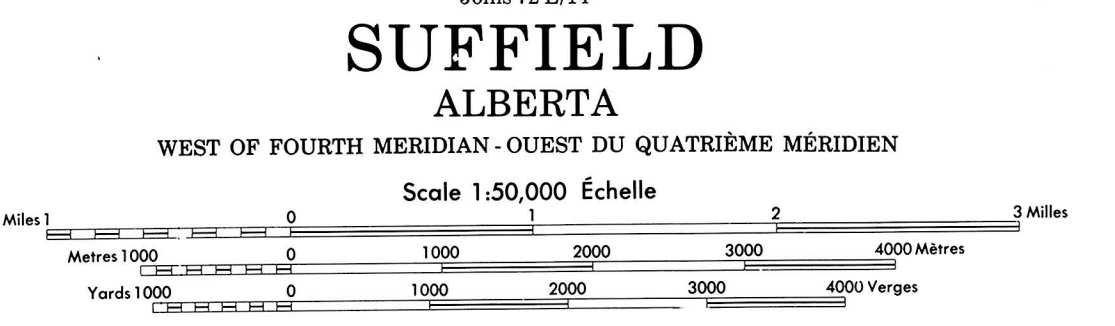 SUFFIELD
ALBERTA
WEST OF FOURTH MERIDIAN - OUEST DU QUATRIÈME MÉRIDIEN
Scale 1:50,000 Échelle
Miles 1 0 1 2 3 Milles
Metres 1000 0 1000 2000 3000 4000 Mètres
Yards 1000 0 1000 2000 3000 4000 Verges